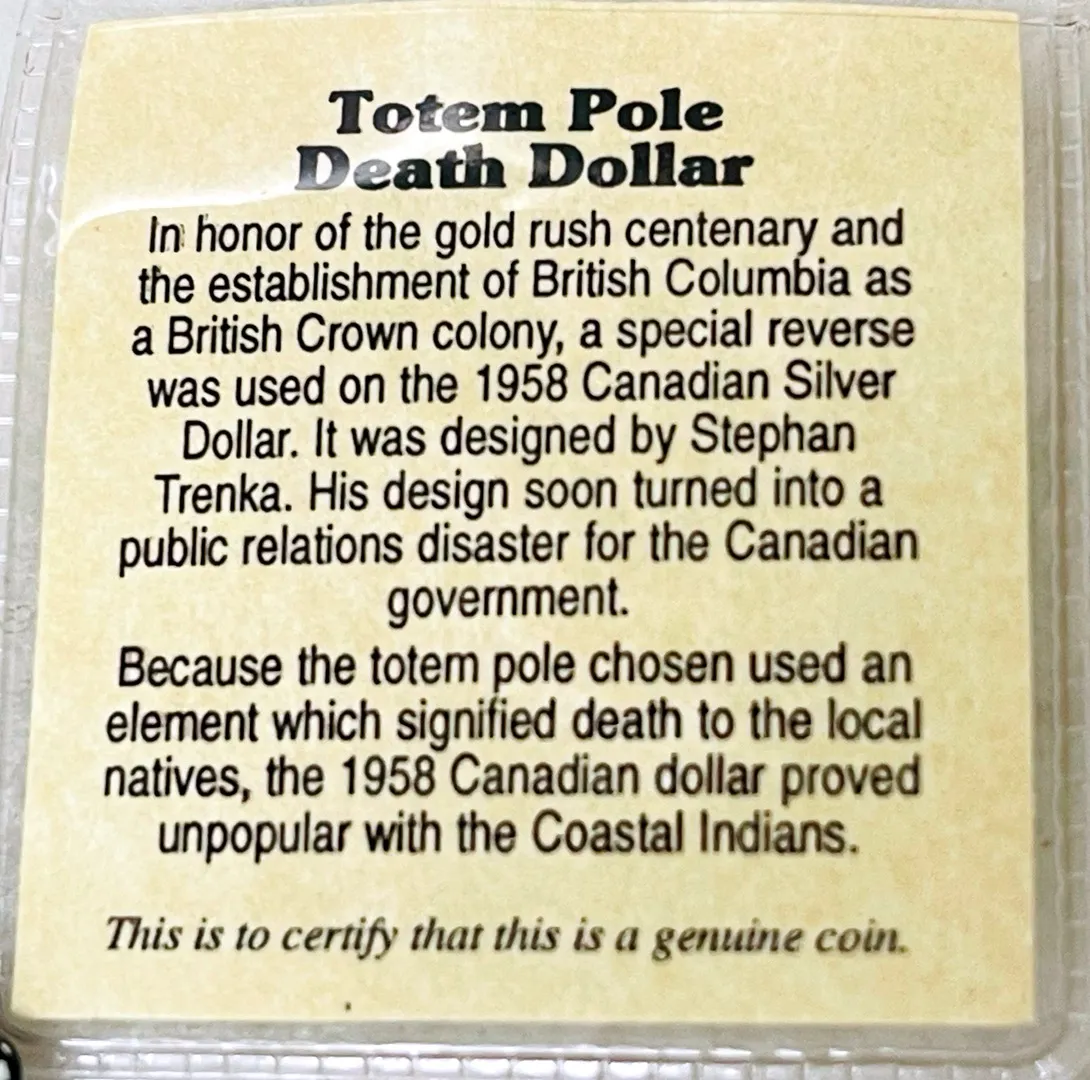 Totem Pole
Death Dollar
In honor of the gold rush centenary and
the establishment of British Columbia as
a British Crown colony, a special reverse
was used on the 1958 Canadian Silver
Dollar. It was designed by Stephan
Trenka. His design soon turned into a
public relations disaster for the Canadian
government.
Because the totem pole chosen used an
element which signified death to the local
natives, the 1958 Canadian dollar proved
unpopular with the Coastal Indians.
This is to certify that this is a genuine coin.